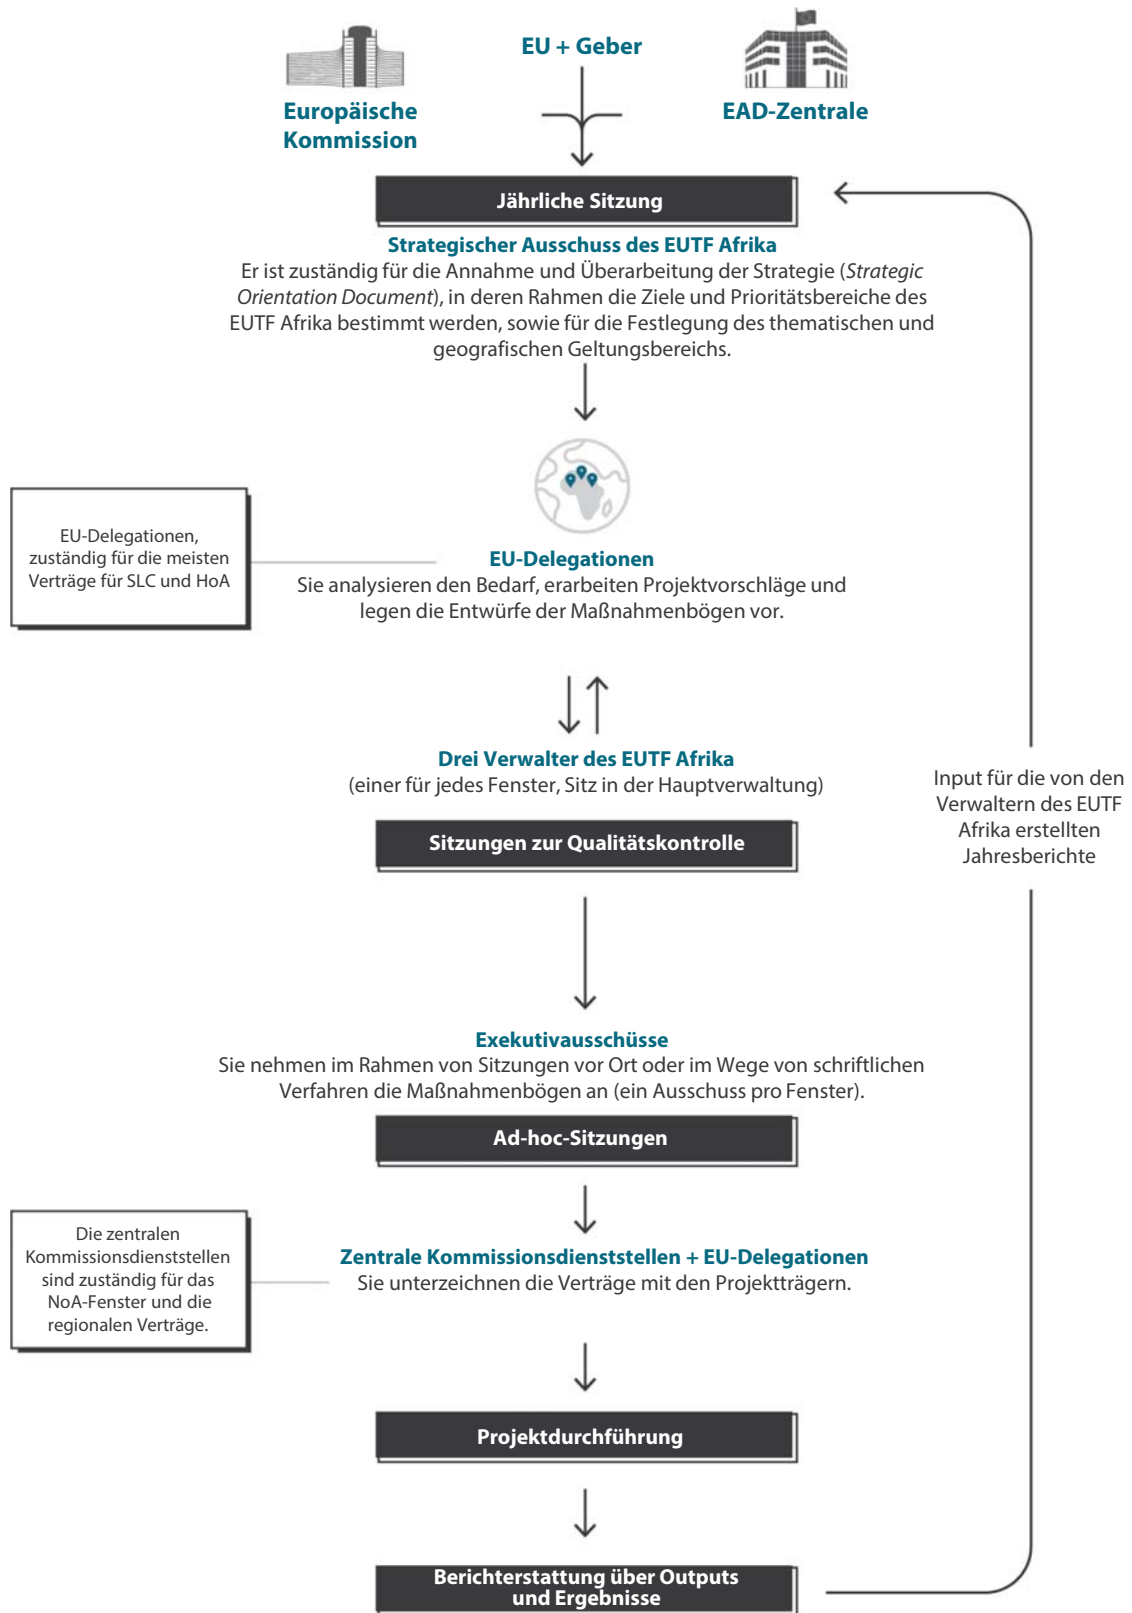 EU + Geber
Europäische
Kommission
EAD-Zentrale
Jährliche Sitzung
Strategischer Ausschuss des EUTF Afrika
Er ist zuständig für die Annahme und Überarbeitung der Strategie (Strategic
Orientation Document), in deren Rahmen die Ziele und Prioritätsbereiche des
EUTF Afrika bestimmt werden, sowie für die Festlegung des thematischen und
geografischen Geltungsbereichs.
EU-Delegationen,
zuständig für die meisten
Verträge für SLC und HoA
EU-Delegationen
Sie analysieren den Bedarf, erarbeiten Projektvorschläge und
legen die Entwürfe der Maßnahmenbögen vor.
Drei Verwalter des EUTF Afrika
(einer für jedes Fenster, Sitz in der Hauptverwaltung)
Sitzungen zur Qualitätskontrolle
Input für die von den
Verwaltern des EUTF
Afrika erstellten
Jahresberichte
Exekutivausschüsse
Sie nehmen im Rahmen von Sitzungen vor Ort oder im Wege von schriftlichen
Verfahren die Maßnahmenbögen an (ein Ausschuss pro Fenster).
Ad-hoc-Sitzungen
Die zentralen
Kommissionsdienststellen
sind zuständig für das
NoA-Fenster und die
regionalen Verträge.
Zentrale Kommissionsdienststellen + EU-Delegationen
Sie unterzeichnen die Verträge mit den Projektträgern.
Projektdurchführung
Berichterstattung über Outputs
und Ergebnisse